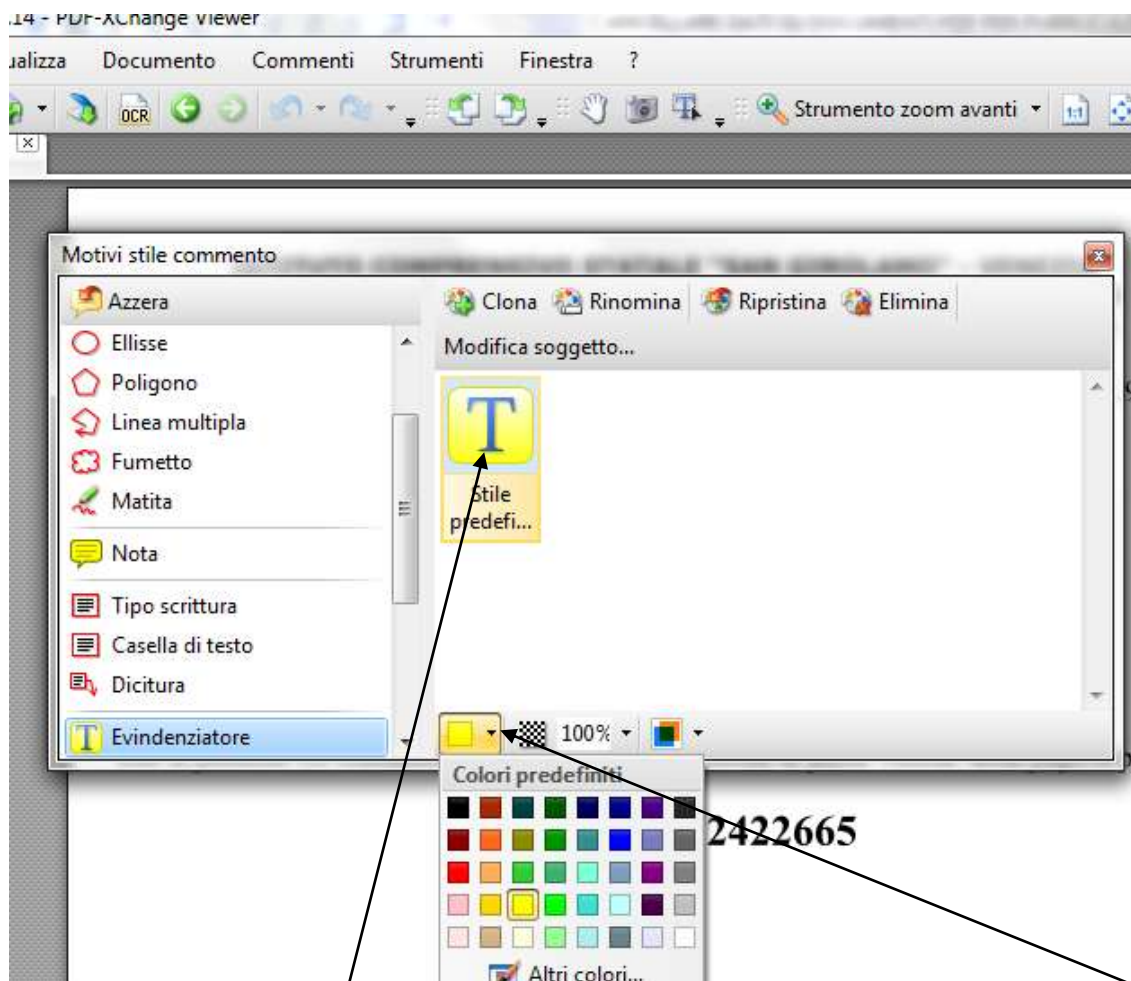 .14 - PDF-XChange Viewer
ualizza Documento Commenti Strumenti Finestra ?
OCR Strumento zoom avanti 1:1
Motivi stile commento
Azzera
Clona Rinomina Ripristina Elimina
Ellisse
Modifica soggetto...
Poligono
Linea multipla
T
Fumetto
Matita
Stile
predefi...
Nota
Tipo scrittura
Casella di testo
Dicitura
T Evindenziatore
100%
Colori predefiniti
2422665
Altri colori...